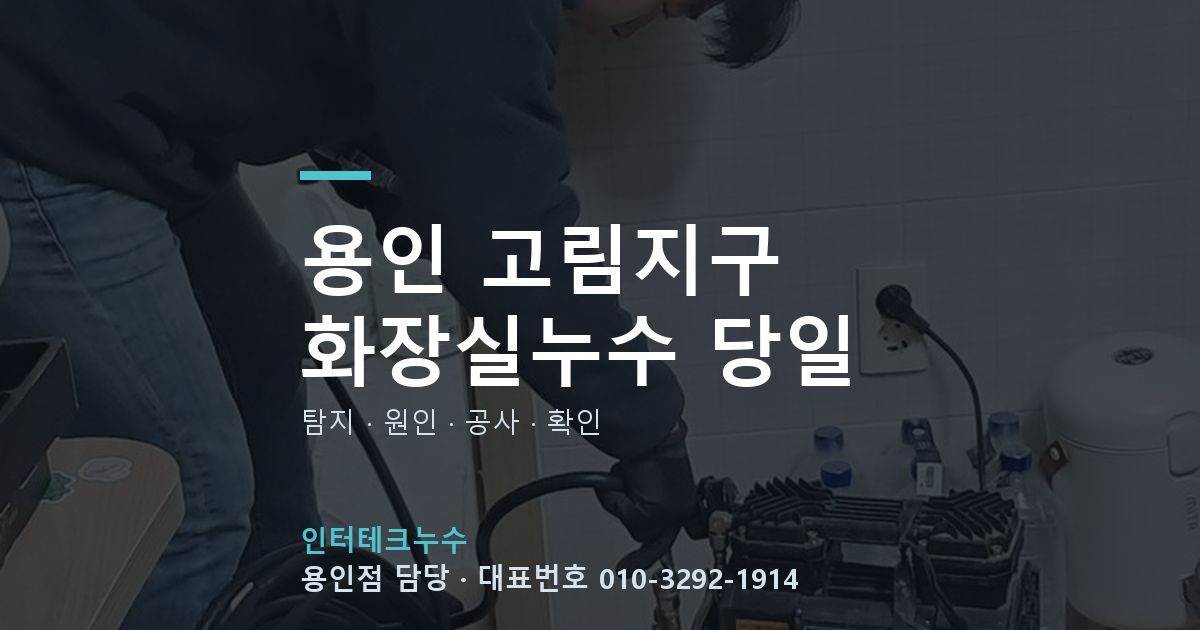 용인 고림지구
화장실누수 당일
탐지 · 원인 · 공사 · 확인
인터테크누수
용인점 담당 · 대표번호 010-3292-1914